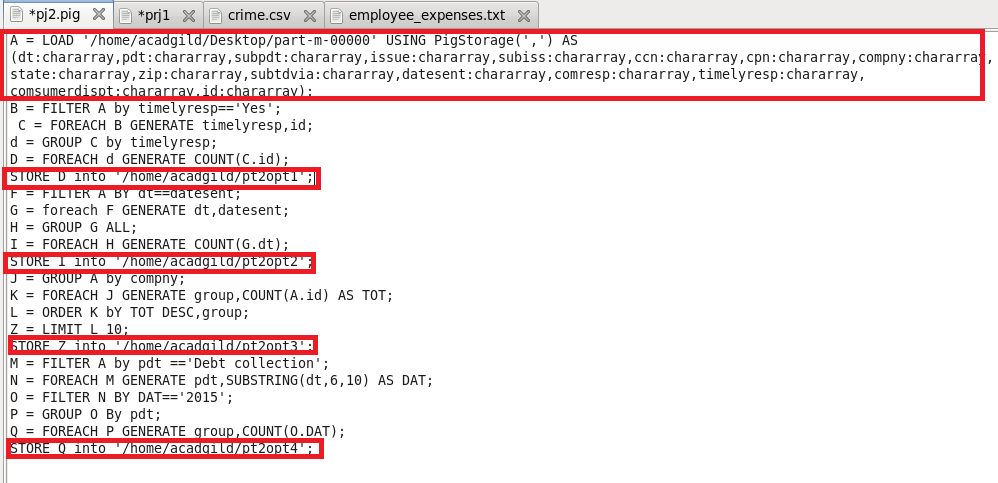 *pj2.pig *prj1 crime.csv employee_expenses.txt
A = LOAD '/home/acadgild/Desktop/part-m-00000' USING PigStorage(',') AS
(dt:chararray,pdt:chararray,subpdt:chararray,issue:chararray,subiss:chararray,ccn:chararray,cpn:chararray,compny:chararray,
state:chararray,zip:chararray,subtdvia:chararray,datesent:chararray,comresp:chararray,timelyresp:chararray,
comsumerdispt:chararray,id:chararray);
B = FILTER A by timelyresp=='Yes';
C = FOREACH B GENERATE timelyresp,id;
d = GROUP C by timelyresp;
D = FOREACH d GENERATE COUNT(C.id);
STORE D into '/home/acadgild/pt2opt1';
F = FILTER A BY dt==datesent;
G = foreach F GENERATE dt,datesent;
H = GROUP G ALL;
I = FOREACH H GENERATE COUNT(G.dt);
STORE I into '/home/acadgild/pt2opt2';
J = GROUP A by compny;
K = FOREACH J GENERATE group,COUNT(A.id) AS TOT;
L = ORDER K bY TOT DESC,group;
Z = LIMIT L 10;
STORE Z into '/home/acadgild/pt2opt3';
M = FILTER A by pdt =='Debt collection';
N = FOREACH M GENERATE pdt,SUBSTRING(dt,6,10) AS DAT;
O = FILTER N BY DAT=='2015';
P = GROUP O By pdt;
Q = FOREACH P GENERATE group,COUNT(O.DAT);
STORE Q into '/home/acadgild/pt2opt4';